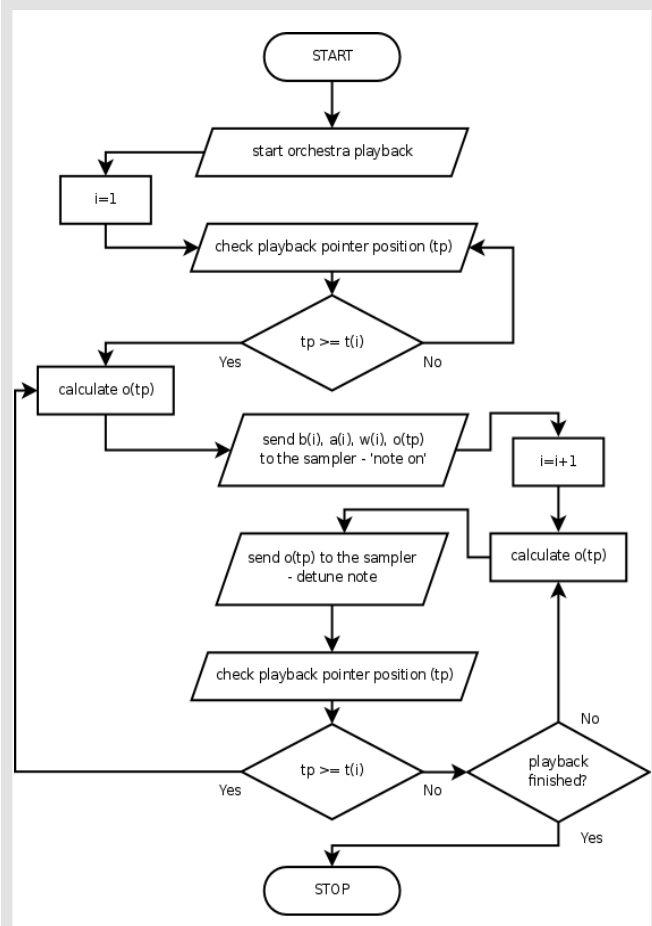 START
start orchestra playback
i=1
check playback pointer position (tp)
tp >= t(i)
Yes
No
calculate o(tp)
send b(i), a(i), w(i), o(tp)
to the sampler - 'note on'
i=i+1
calculate o(tp)
send o(tp) to the sampler
- detune note
check playback pointer position (tp)
tp >= t(i)
Yes
No
playback
finished?
No
Yes
STOP